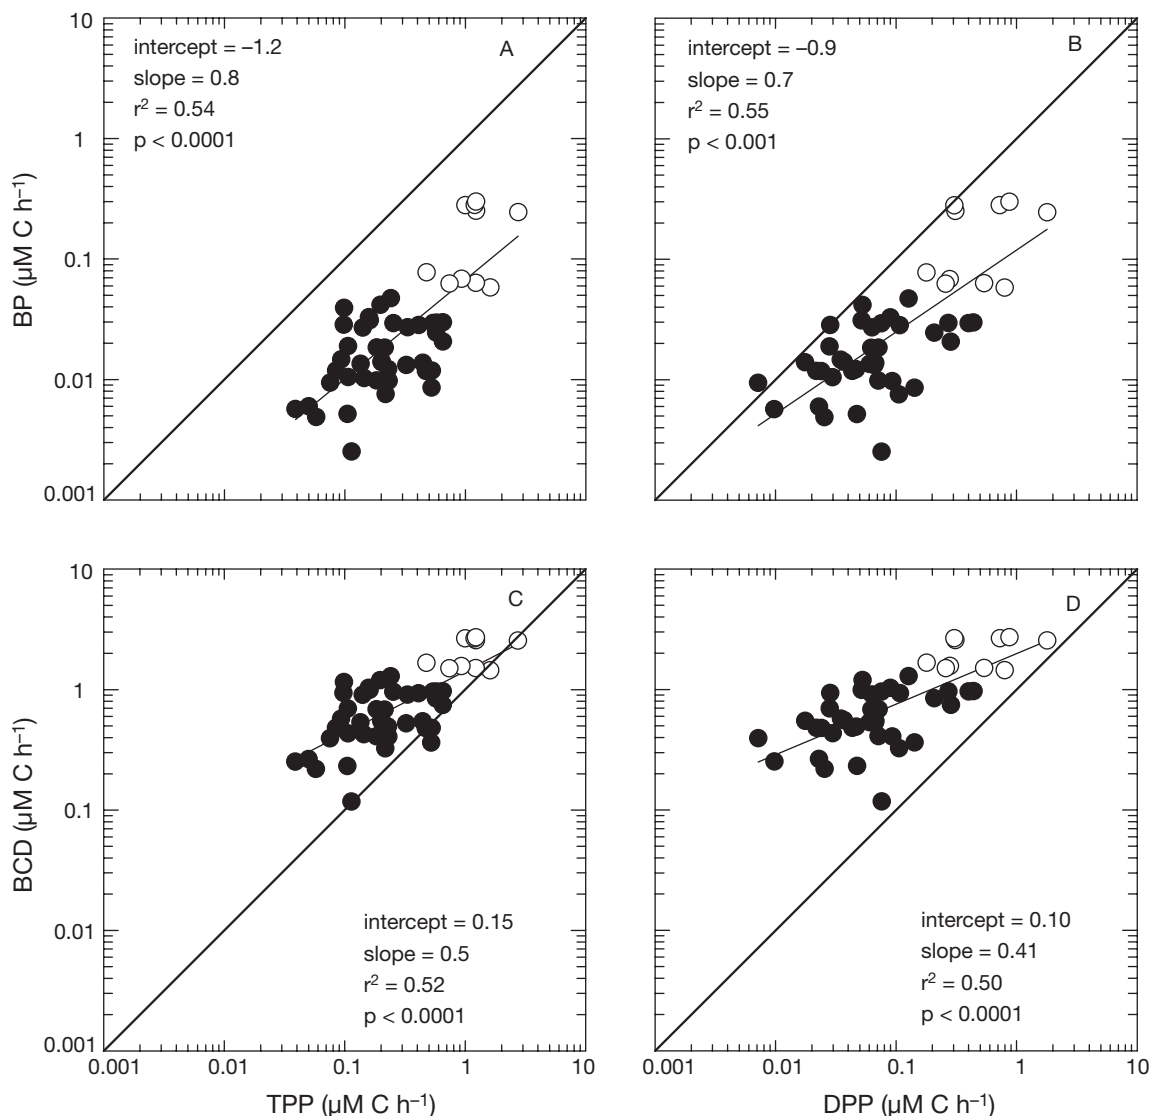 10
1
0.1
0.01
0.001
BP (µM C h⁻¹)
intercept = –1.2
slope = 0.8
r² = 0.54
p < 0.0001
A
intercept = –0.9
slope = 0.7
r² = 0.55
p < 0.001
B
10
1
0.1
0.01
0.001
BCD (µM C h⁻¹)
C
intercept = 0.15
slope = 0.5
r² = 0.52
p < 0.0001
D
intercept = 0.10
slope = 0.41
r² = 0.50
p < 0.0001
0.001 0.01 0.1 1 10
TPP (µM C h⁻¹)
0.001 0.01 0.1 1 10
DPP (µM C h⁻¹)